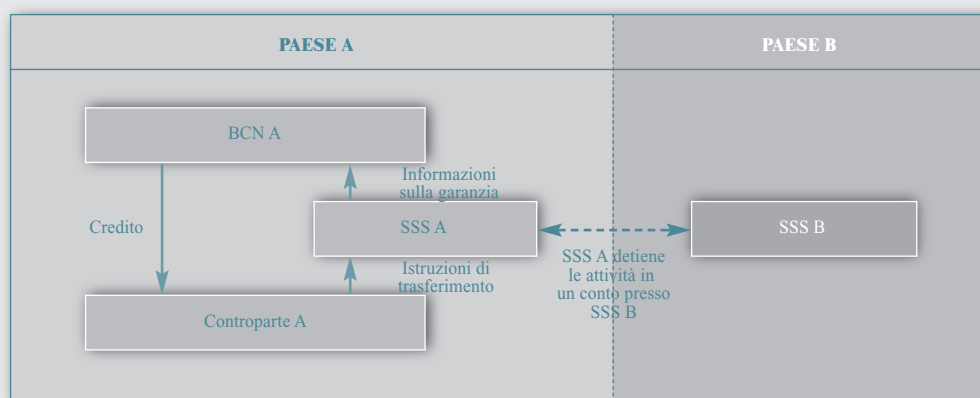 PAESE A
PAESE B
BCN A
Informazioni
sulla garanzia
Credito
SSS A
SSS B
SSS A detiene
le attività in
un conto presso
SSS B
Istruzioni di
trasferimento
Controparte A